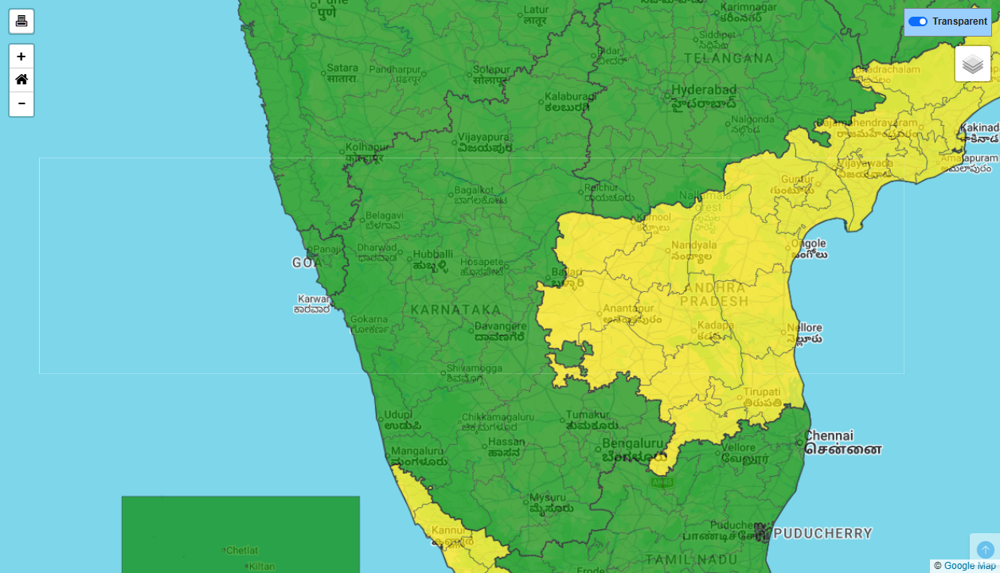 Pune
पुणे
Latur
लातूर
Karimnagar
కరీంనగర్
Siddipet
సిద్దిపేట
Bidar
ಬೀದರ್
TELANGANA
Satara
सातारा
Pandharpur
पंढरपूर
Solapur
सोलापूर
Bhadrachalam
Hyderabad
హైదరాబాద్
Kalaburagi
ಕಲಬುರಗಿ
Nalgonda
నల్గొండ
Rajamahendravaram
రాజమహేంద్రవరం
Kakinada
కాకినాడ
Vijayapura
ವಿಜಯಪುರ
Kolhapur
कोल्हापूर
Vijayawada
విజయవాడ
Amalapuram
అమలాపురం
Guntur
గుంటూరు
Raichur
ರಾಯಚೂರು
Bagalkot
ಬಾಗಲಕೋಟ
Nallamala
Forest
నల్లమల
ఫారెస్ట్
Belagavi
ಬೆಳಗಾವಿ
Kurnool
కర్నూలు
Nandyala
నంద్యాల
Ongole
ఒంగోలు
Panaji
GOA
Dharwad
ಧಾರವಾಡ
Hubballi
ಹುಬ್ಬಳ್ಳಿ
Hosapete
ಹೊಸಪೇಟೆ
Ballari
ಬಳ್ಳಾರಿ
ANDHRA
PRADESH
Karwar
ಕಾರವಾರ
KARNATAKA
Anantapur
అనంతపురం
Gokarna
ಗೋಕರ್ಣ
Davangere
ದಾವಣಗೆರೆ
Kadapa
కడప
Nellore
నెల్లూరు
Shivamogga
ಶಿವಮೊಗ್ಗ
Tirupati
తిరుపతి
Udupi
ಉಡುಪಿ
Chikkamagaluru
ಚಿಕ್ಕಮಗಳೂರ
Tumakur
ತುಮಕೂರು
Chennai
சென்னை
Hassan
ಹಾಸನ
Bengaluru
ಬೆಂಗಳೂರು
Mangaluru
ಮಂಗಳೂರು
Vellore
வேலூர்
AH43
Mysuru
ಮೈಸೂರು
Kannur
കണ്ണൂർ
Puducherry
பாண்டிச்சேரி
PUDUCHERRY
Chetlat
Kiltan
TAMIL NADU
Erode
Transparent
+
-
© Google Map